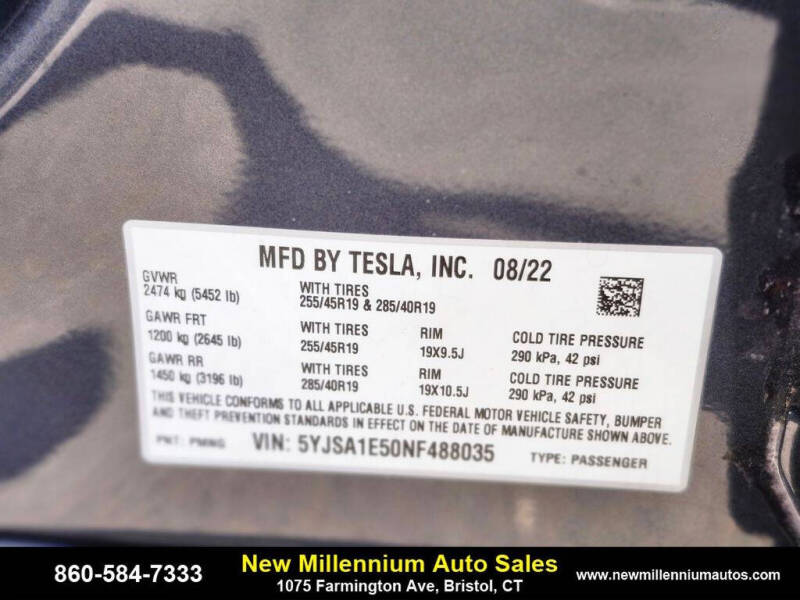 MFD BY TESLA, INC. 08/22
GVWR
2474 kg (5452 lb)
WITH TIRES
255/45R19 & 285/40R19
GAWR FRT
1200 kg (2645 lb)
WITH TIRES
255/45R19
RIM
19X9.5J
COLD TIRE PRESSURE
290 kPa, 42 psi
GAWR RR
1450 kg (3196 lb)
WITH TIRES
285/40R19
RIM
19X10.5J
COLD TIRE PRESSURE
290 kPa, 42 psi
THIS VEHICLE CONFORMS TO ALL APPLICABLE U.S. FEDERAL MOTOR VEHICLE SAFETY, BUMPER
AND THEFT PREVENTION STANDARDS IN EFFECT ON THE DATE OF MANUFACTURE SHOWN ABOVE.
PNT: PMNG VIN: 5YJSA1E50NF488035 TYPE: PASSENGER
860-584-7333
New Millennium Auto Sales
1075 Farmington Ave, Bristol, CT
www.newmillenniumautos.com